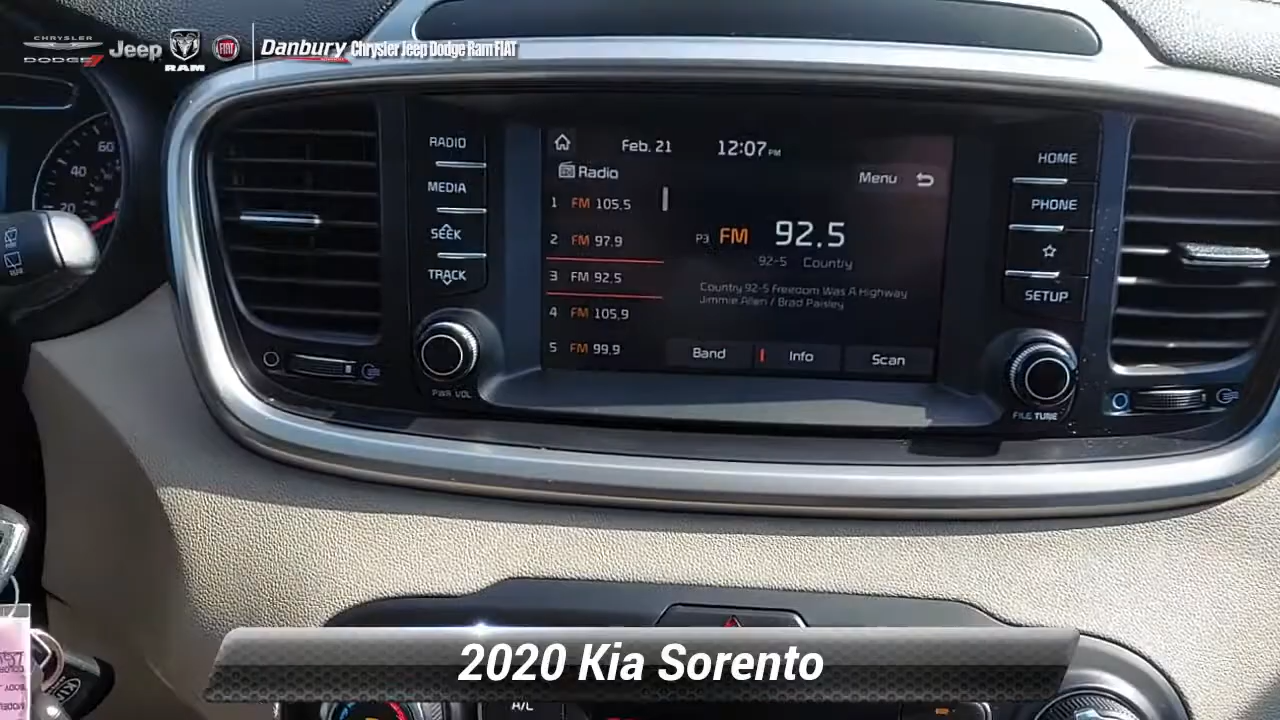 CHRYSLER
DODGE
Jeep
RAM
FIAT
Danbury Chrysler Jeep Dodge Ram FIAT
60
40
20
RADIO
MEDIA
SEEK
TRACK
PWR VOL
Feb. 21 12:07 PM
Radio
Menu
1 FM 105.5
2 FM 97.9
3 FM 92.5
4 FM 105.9
5 FM 99.9
P3 FM 92.5
92-5 Country
Country 92-5 Freedom Was A Highway
Jimmie Allen / Brad Paisley
Band Info Scan
HOME
PHONE
SETUP
FILE TUNE
2020 Kia Sorento
A/C